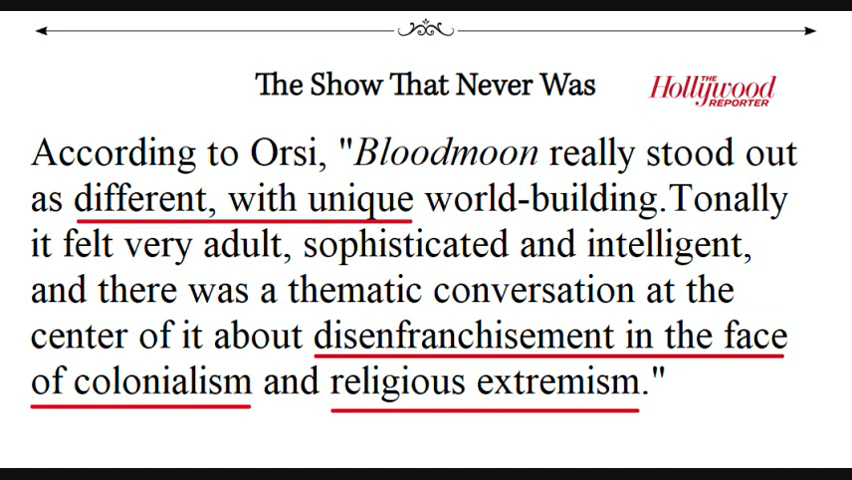 The Show That Never Was
THE
Hollywood
REPORTER
According to Orsi, "Bloodmoon really stood out
as different, with unique world-building.Tonally
it felt very adult, sophisticated and intelligent,
and there was a thematic conversation at the
center of it about disenfranchisement in the face
of colonialism and religious extremism."